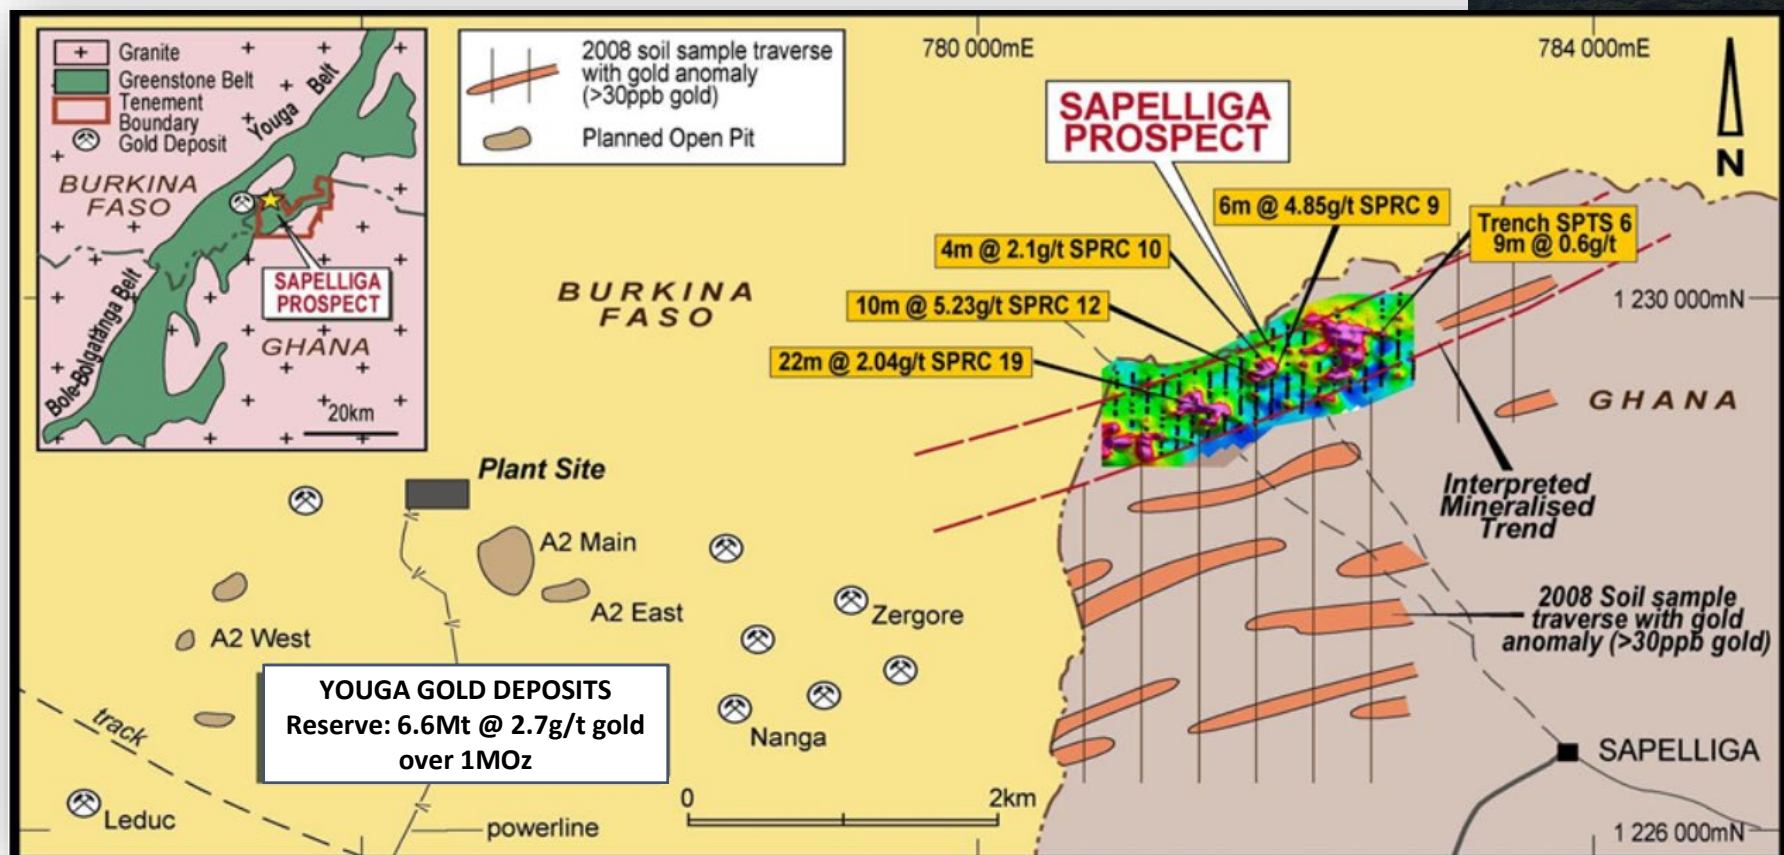 Granite
Greenstone Belt
Tenement
Boundary
Gold Deposit
Youga Belt
BURKINA
FASO
SAPELLIGA
PROSPECT
GHANA
Bole-Bolgatanga Belt
20km
2008 soil sample traverse
with gold anomaly
(>30ppb gold)
Planned Open Pit
780 000mE
784 000mE
N
SAPELLIGA
PROSPECT
6m @ 4.85g/t SPRC 9
Trench SPTS 6
9m @ 0.6g/t
4m @ 2.1g/t SPRC 10
10m @ 5.23g/t SPRC 12
22m @ 2.04g/t SPRC 19
BURKINA
FASO
1 230 000mN
GHANA
Interpreted
Mineralised
Trend
Plant Site
A2 Main
A2 East
A2 West
Zergore
Nanga
2008 Soil sample
traverse with gold
anomaly (>30ppb gold)
YOUGA GOLD DEPOSITS
Reserve: 6.6Mt @ 2.7g/t gold
over 1MOz
track
Leduc
powerline
0
2km
SAPELLIGA
1 226 000mN